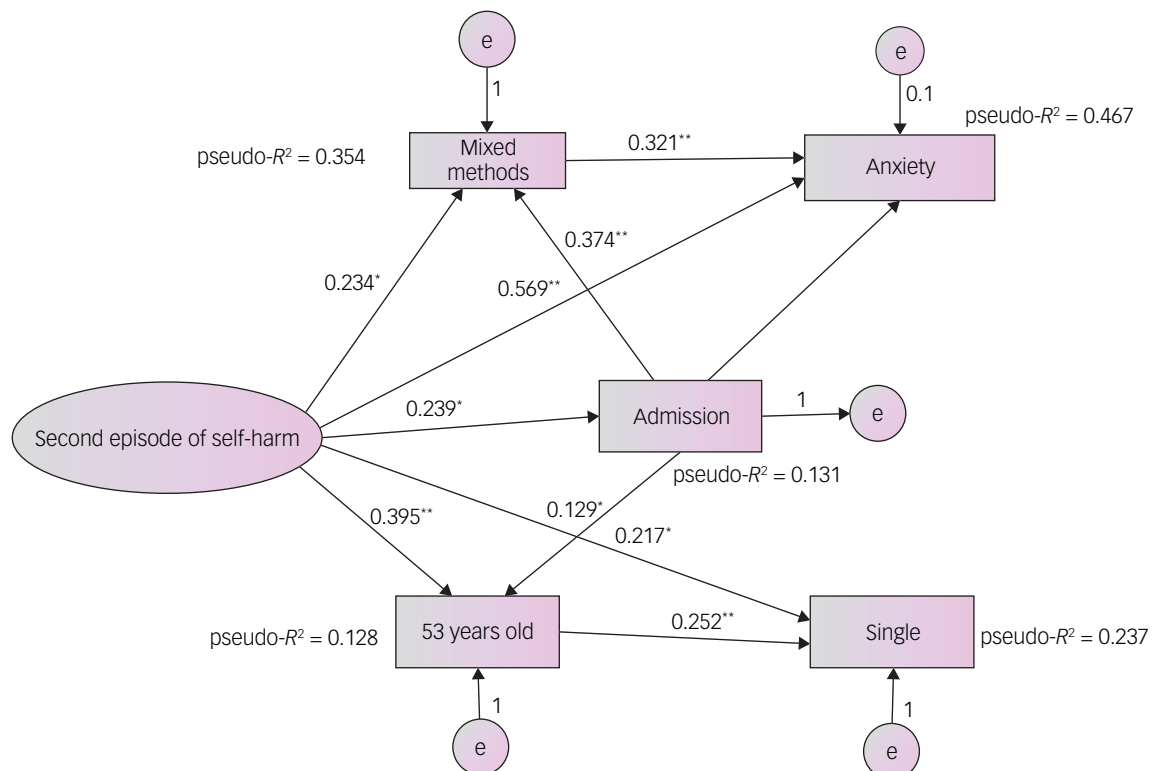 e
e
1
0.1
pseudo-R² = 0.467
pseudo-R² = 0.354
Mixed
methods
0.321**
Anxiety
0.374**
0.234*
0.569**
0.239*
Admission
1
e
Second episode of self-harm
pseudo-R² = 0.131
0.395**
0.129*
0.217*
pseudo-R² = 0.128
53 years old
0.252**
Single
pseudo-R² = 0.237
1
1
e
e